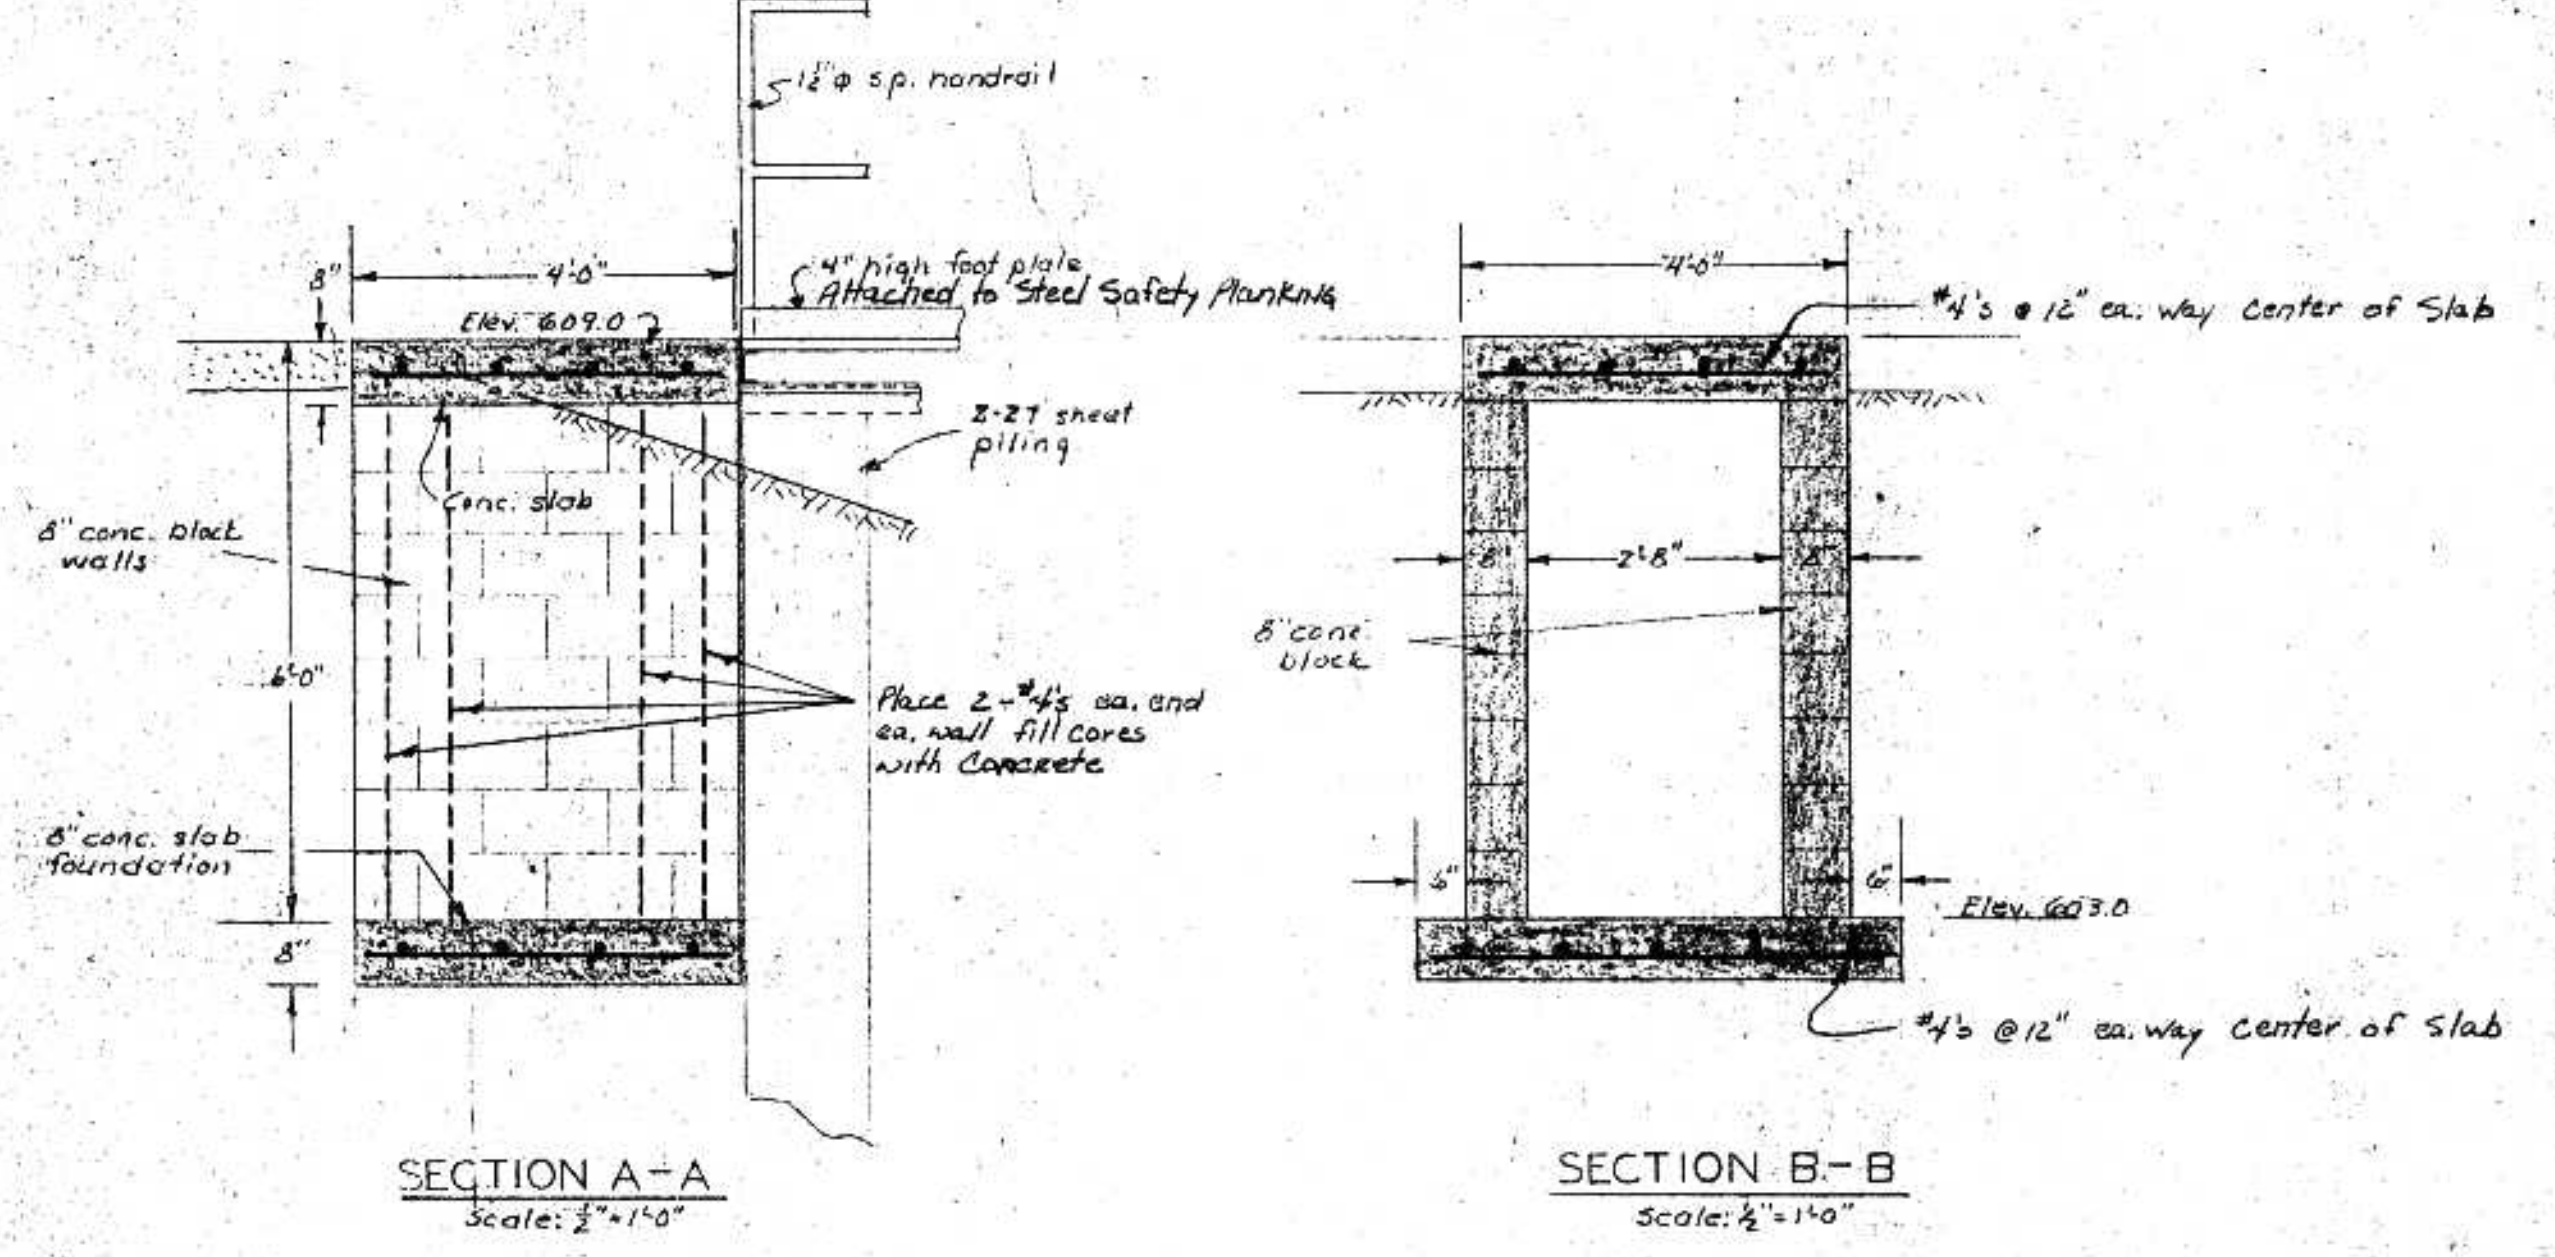 1½"φ sp. handrail
8"
4'-0"
4" high foot plate
Attached to Steel Safety Planking
Elev. 609.0
Z-27 sheet
piling
Conc. slab
8" conc. block
walls
6'-0"
Place 2-#4's ea. end
ea. wall fill cores
with Concrete
8" conc. slab
foundation
8"
SECTION A-A
Scale: ½"=1'-0"
4'-0"
#4's @ 12" ea. way center of Slab
8"
2'-8"
8"
8" conc.
block
6"
6"
Elev. 603.0
#4's @ 12" ea. way center of Slab
SECTION B-B
Scale: ½"=1'-0"